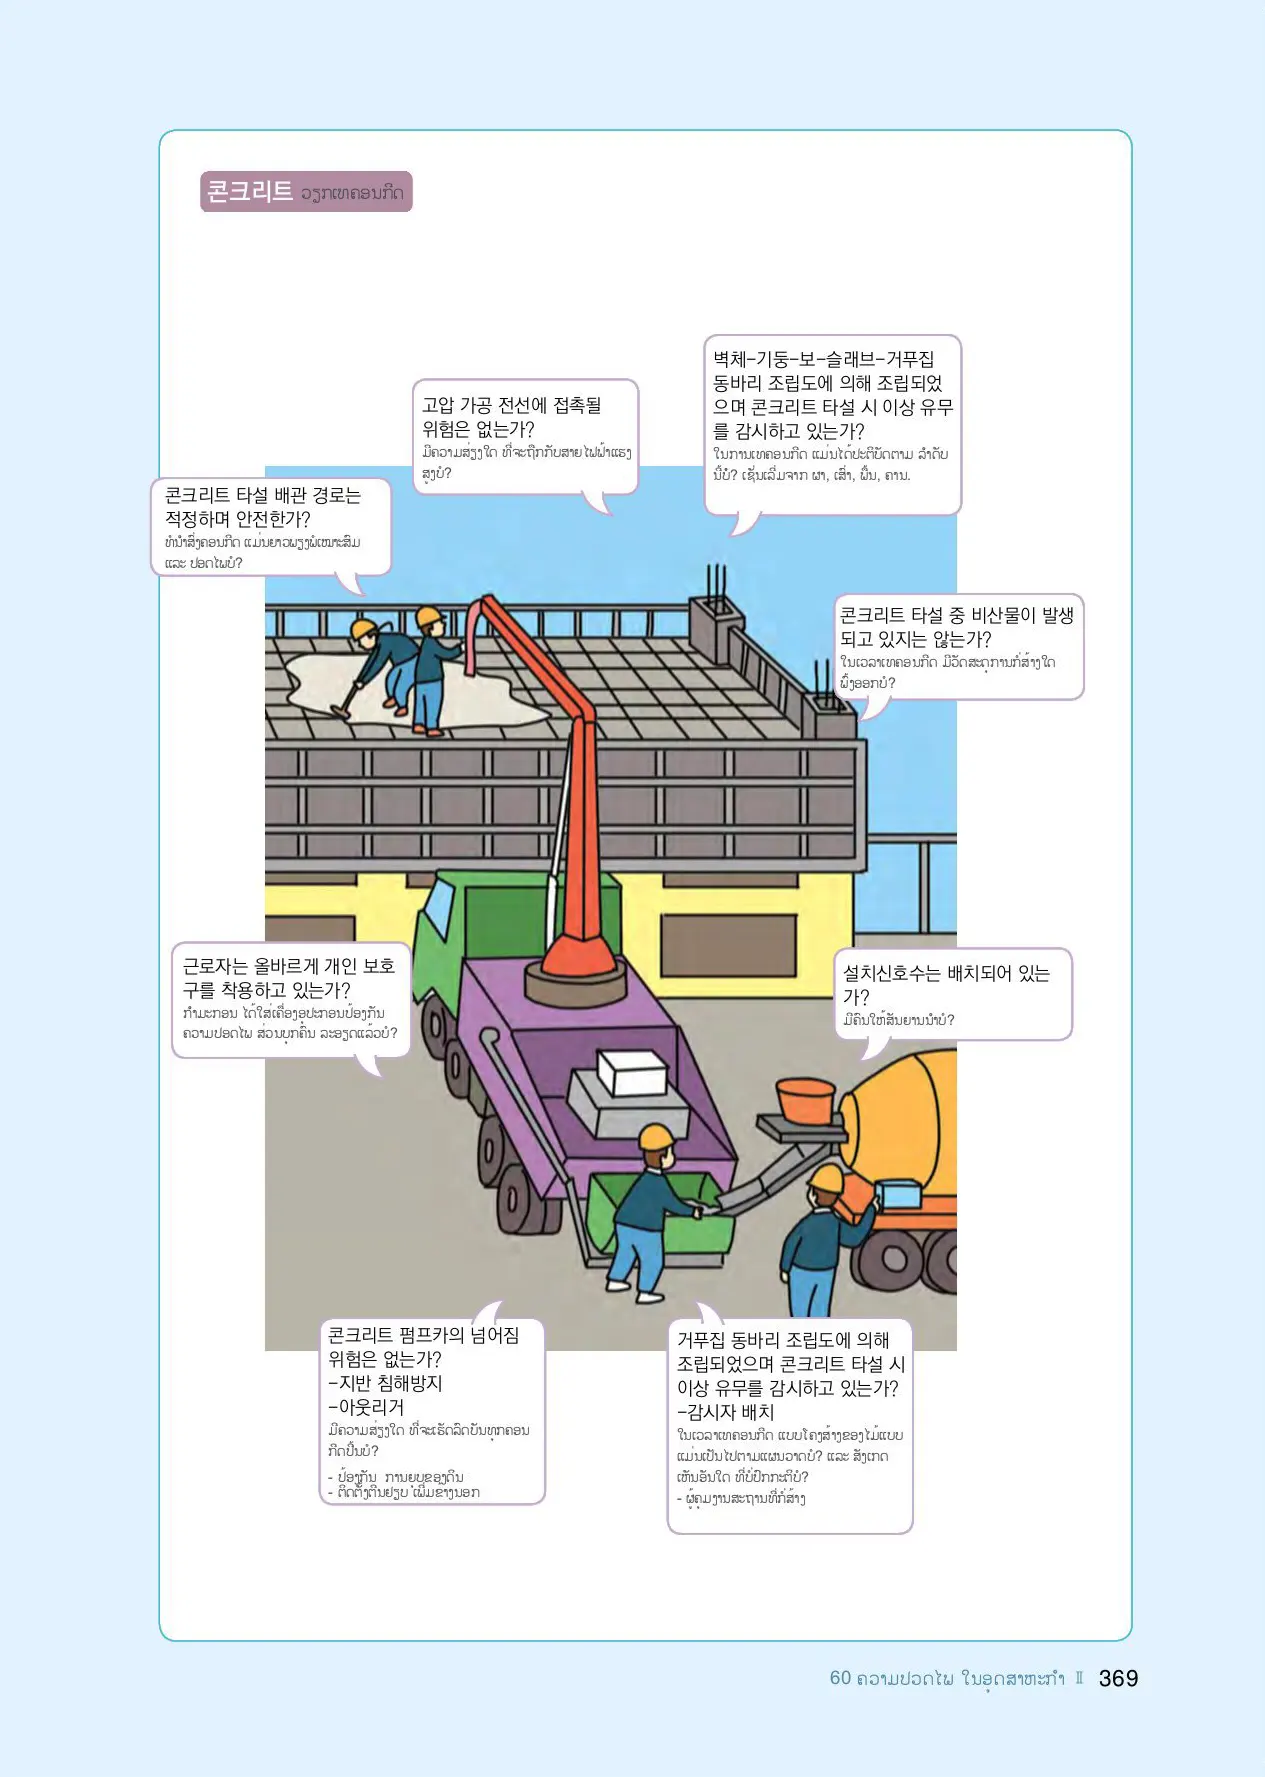 콘크리트 ວຽກເທຄອນກີດ
벽체-기둥-보-슬래브-거푸집
동바리 조립도에 의해 조립되었
으며 콘크리트 타설 시 이상 유무
를 감시하고 있는가?
ໃນການເທຄອນກີດ ແມ່ນໄດ້ປະຕິບັດຕາມ ລຳດັບ
ນີ້ບໍ່? ເຊັ່ນເລີ່ມຈາກ ຜາ, ເສົາ, ພື້ນ, ຄານ.
고압 가공 전선에 접촉될
위험은 없는가?
ມີຄວາມສ່ຽງໃດ ທີ່ຈະຖືກກັບສາຍໄຟຟ້າແຮງ
ສູງບໍ?
콘크리트 타설 배관 경로는
적정하며 안전한가?
ທໍ່ນຳສົ່ງຄອນກີດ ແມ່ນຍາວພຽງພໍເໝາະສົມ
ແລະ ປອດໄພບໍ?
콘크리트 타설 중 비산물이 발생
되고 있지는 않는가?
ໃນເວລາເທຄອນກີດ ມີວັດສະດຸການກໍ່ສ້າງໃດ
ພົ້ງອອກບໍ?
근로자는 올바르게 개인 보호
구를 착용하고 있는가?
ກຳມະກອນ ໄດ້ໃສ່ເຄື່ອງອຸປະກອນປ້ອງກັນ
ຄວາມປອດໄພ ສ່ວນບຸກຄົນ ລະອຽດແລ້ວບໍ?
설치신호수는 배치되어 있는
가?
ມີຄົນໃຫ້ສັນຍານນຳບໍ?
콘크리트 펌프카의 넘어짐
위험은 없는가?
-지반 침해방지
-아웃리거
ມີຄວາມສ່ຽງໃດ ທີ່ຈະເຮັດລົດບັນທຸກຄອນ
ກີດປີ້ນບໍ?
- ປ້ອງກັນ ການຍຸບຂອງດິນ
- ຕິດຕັ້ງຕີນຢຽບ ເພີ່ມຂ້າງນອກ
거푸집 동바리 조립도에 의해
조립되었으며 콘크리트 타설 시
이상 유무를 감시하고 있는가?
-감시자 배치
ໃນເວລາເທຄອນກີດ ແບບໂຄງສ້າງຂອງໄມ້ແບບ
ແມ່ນເປັນໄປຕາມແຜນວາດບໍ? ແລະ ສັງເກດ
ເຫັນອັນໃດ ທີ່ບໍ່ປົກກະຕິບໍ?
- ຜູ້ຄຸມງານສະຖານທີ່ກໍ່ສ້າງ
60 ຄວາມປວດໄພ ໃນອຸດສາຫະກຳ Ⅱ 369